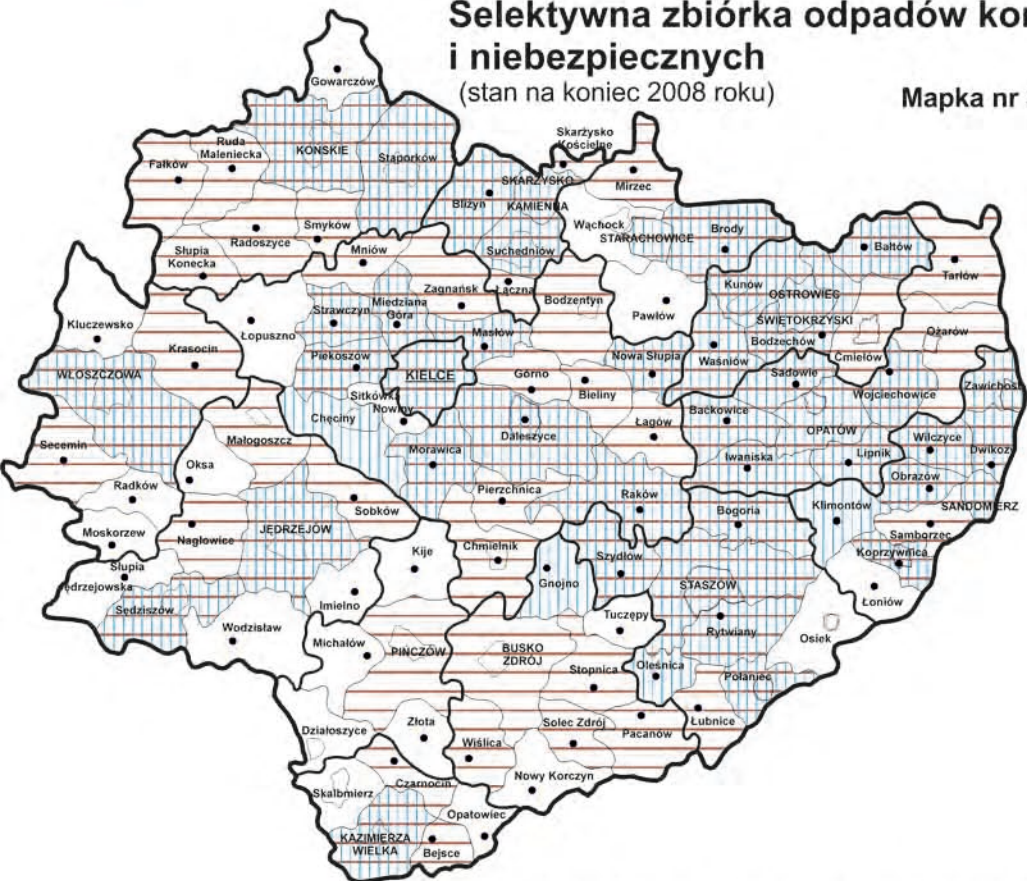 Selektywna zbiórka odpadów
i niebezpiecznych
(stan na koniec 2008 roku)
Mapka nr
Gowarczów
Skarżysko
Kościelne
Ruda
Maleniecka
KOŃSKIE
Stąporków
Fałków
SKARŻYSKO
KAMIENNA
Mirzec
Bliżyn
Wąchock
STARACHOWICE
Brody
Smyków
Radoszyce
Słupia
Konecka
Mniów
Suchedniów
Bałtów
Tarłów
Zagnańsk
Łączna
Bodzentyn
Kunów
OSTROWIEC
ŚWIĘTOKRZYSKI
Miedziana
Góra
Strawczyn
Pawłów
Kluczewsko
Łopuszno
Masłów
Bodzechów
Ożarów
Krasocin
Piekoszów
Nowa Słupia
Waśniów
Ćmielów
WŁOSZCZOWA
KIELCE
Górno
Bieliny
Sadowie
Wojciechowice
Zawichost
Sitkówka
Nowiny
Chęciny
Daleszyce
Łagów
Baćkowice
OPATÓW
Wilczyce
Secemin
Małogoszcz
Morawica
Iwaniska
Lipnik
Dwikozy
Oksa
Obrazów
Radków
Pierzchnica
Raków
Bogoria
Klimontów
SANDOMIERZ
Sobków
JĘDRZEJÓW
Moskorzew
Nagłowice
Samborzec
Kije
Chmielnik
Szydłów
Koprzywnica
Słupia
Jędrzejowska
Gnojno
STASZÓW
Łoniów
Sędziszów
Imielno
Tuczępy
Rytwiany
Osiek
Wodzisław
Michałów
PIŃCZÓW
BUSKO
ZDRÓJ
Stopnica
Oleśnica
Połaniec
Działoszyce
Złota
Solec Zdrój
Pacanów
Łubnice
Wiślica
Nowy Korczyn
Czarnocin
Skalbmierz
Opatowiec
KAZIMIERZA
WIELKA
Bejsce